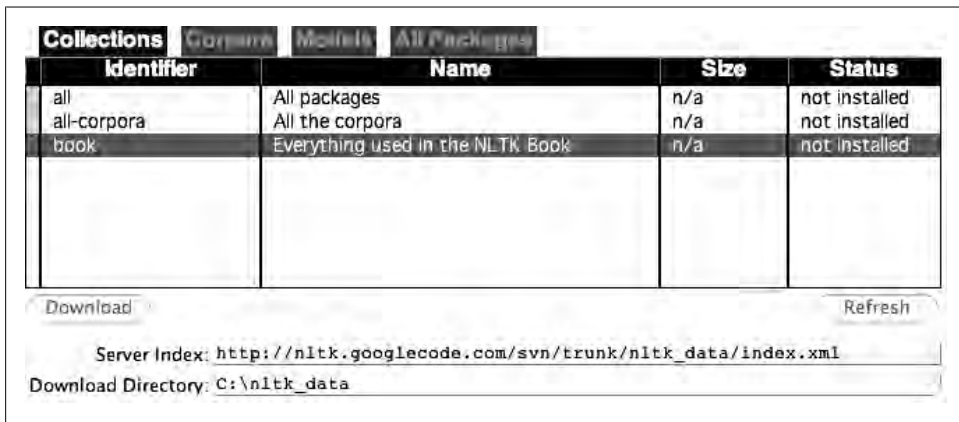 Collections Corpora Models All Packages
Identifier Name Size Status
all All packages n/a not installed
all-corpora All the corpora n/a not installed
book Everything used in the NLTK Book n/a not installed
Download Refresh
Server Index: http://nltk.googlecode.com/svn/trunk/nltk_data/index.xml
Download Directory: C:\nltk_data